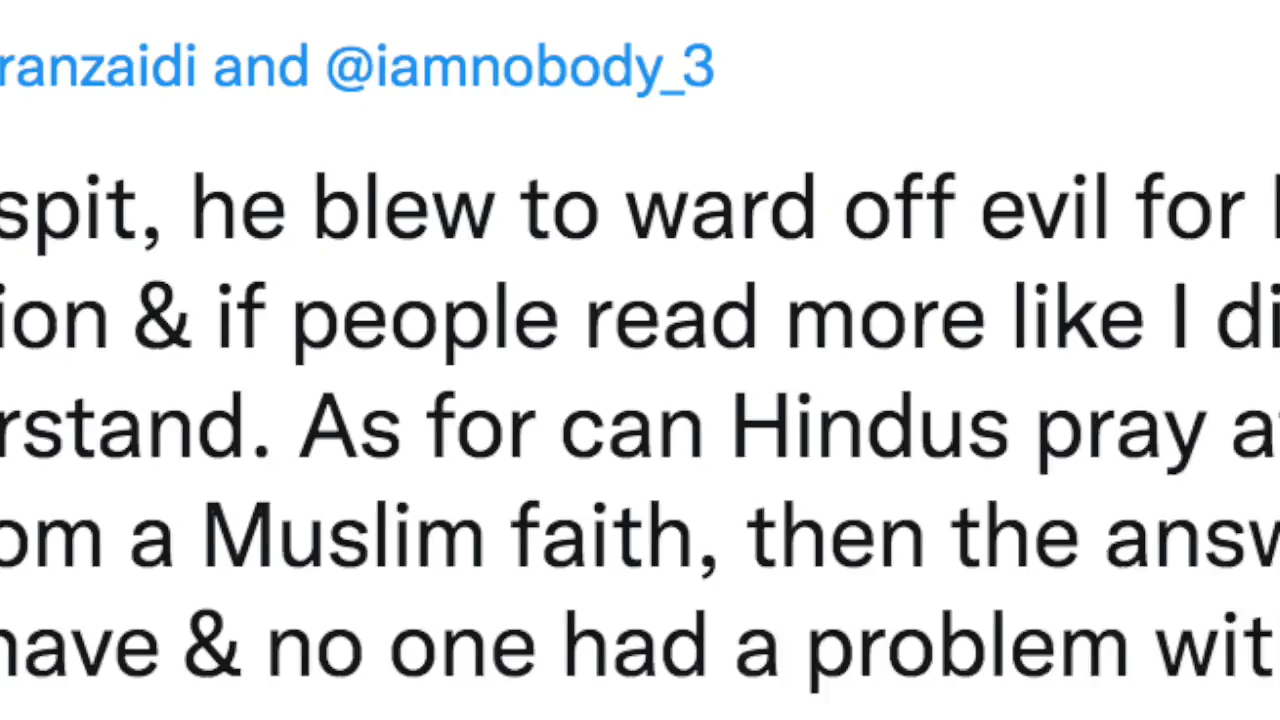 ranzaidi and @iamnobody_3
spit, he blew to ward off evil for
ion & if people read more like I di
rstand. As for can Hindus pray a
om a Muslim faith, then the answ
have & no one had a problem wit